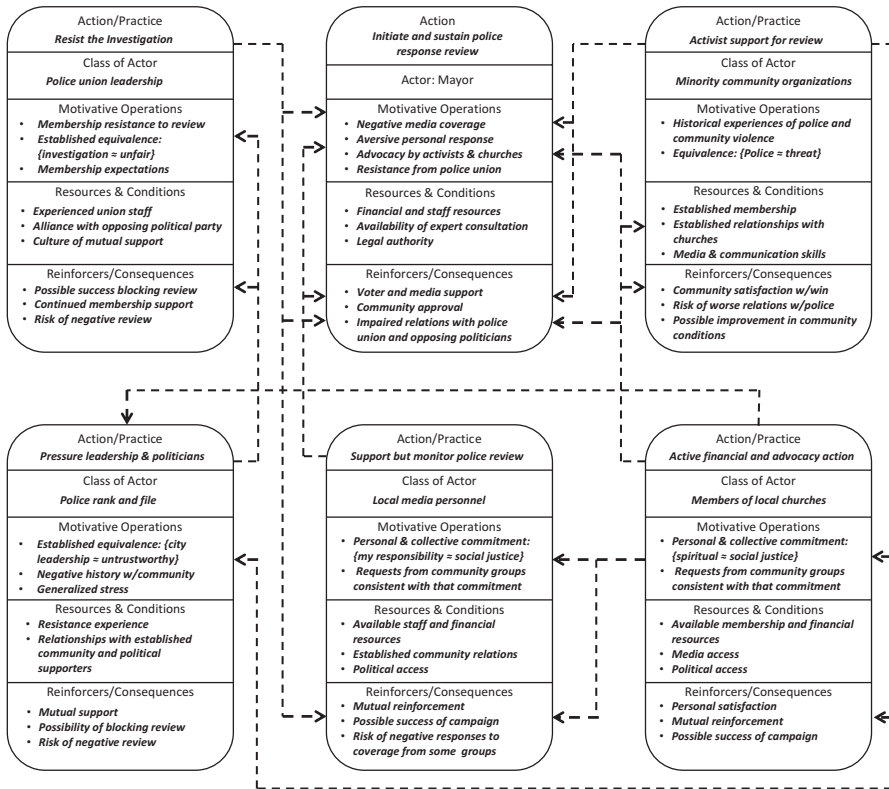 Action/Practice
Resist the Investigation
Class of Actor
Police union leadership
Motivative Operations
• Membership resistance to review
• Established equivalence:
{investigation ≈ unfair}
• Membership expectations
Resources & Conditions
• Experienced union staff
• Alliance with opposing political party
• Culture of mutual support
Reinforcers/Consequences
• Possible success blocking review
• Continued membership support
• Risk of negative review
Action
Initiate and sustain police
response review
Actor: Mayor
Motivative Operations
• Negative media coverage
• Aversive personal response
• Advocacy by activists & churches
• Resistance from police union
Resources & Conditions
• Financial and staff resources
• Availability of expert consultation
• Legal authority
Reinforcers/Consequences
• Voter and media support
• Community approval
• Impaired relations with police
union and opposing politicians
Action/Practice
Activist support for review
Class of Actor
Minority community organizations
Motivative Operations
• Historical experiences of police and
community violence
• Equivalence: {Police ≈ threat}
Resources & Conditions
• Established membership
• Established relationships with
churches
• Media & communication skills
Reinforcers/Consequences
• Community satisfaction w/win
• Risk of worse relations w/police
• Possible improvement in community
conditions
Action/Practice
Pressure leadership & politicians
Class of Actor
Police rank and file
Motivative Operations
• Established equivalence: {city
leadership ≈ untrustworthy}
• Negative history w/community
• Generalized stress
Resources & Conditions
• Resistance experience
• Relationships with established
community and political
supporters
Reinforcers/Consequences
• Mutual support
• Possibility of blocking review
• Risk of negative review
Action/Practice
Support but monitor police review
Class of Actor
Local media personnel
Motivative Operations
• Personal & collective commitment:
{my responsibility ≈ social justice}
• Requests from community groups
consistent with that commitment
Resources & Conditions
• Available staff and financial
resources
• Established community relations
• Political access
Reinforcers/Consequences
• Mutual reinforcement
• Possible success of campaign
• Risk of negative responses to
coverage from some groups
Action/Practice
Active financial and advocacy action
Class of Actor
Members of local churches
Motivative Operations
• Personal & collective commitment:
{spiritual ≈ social justice}
• Requests from community groups
consistent with that commitment
Resources & Conditions
• Available membership and financial
resources
• Media access
• Political access
Reinforcers/Consequences
• Personal satisfaction
• Mutual reinforcement
• Possible success of campaign